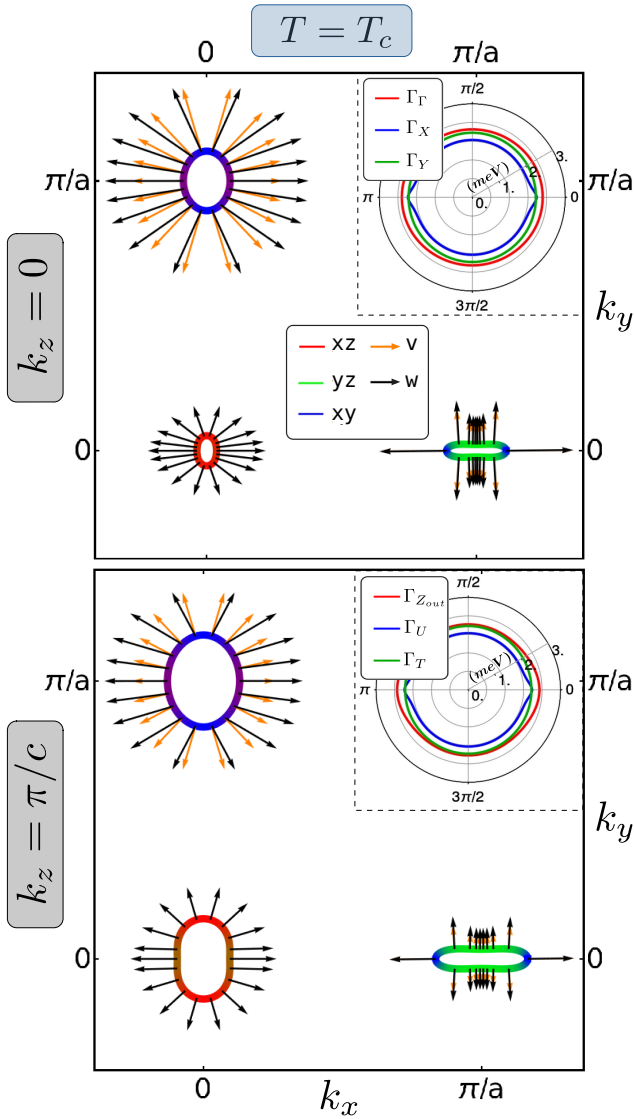 T = T_c
0 π/a
k_z = 0
π/a π/a
0 0
k_y
Γ_Γ
Γ_X
Γ_Y
π/2
π
0
3π/2
(meV)
0. 1. 2. 3.
xz v
yz w
xy
k_z = π/c
π/a π/a
0 0
k_y
Γ_{Z_{out}}
Γ_U
Γ_T
π/2
π
0
3π/2
(meV)
0. 1. 2. 3.
0 k_x π/a